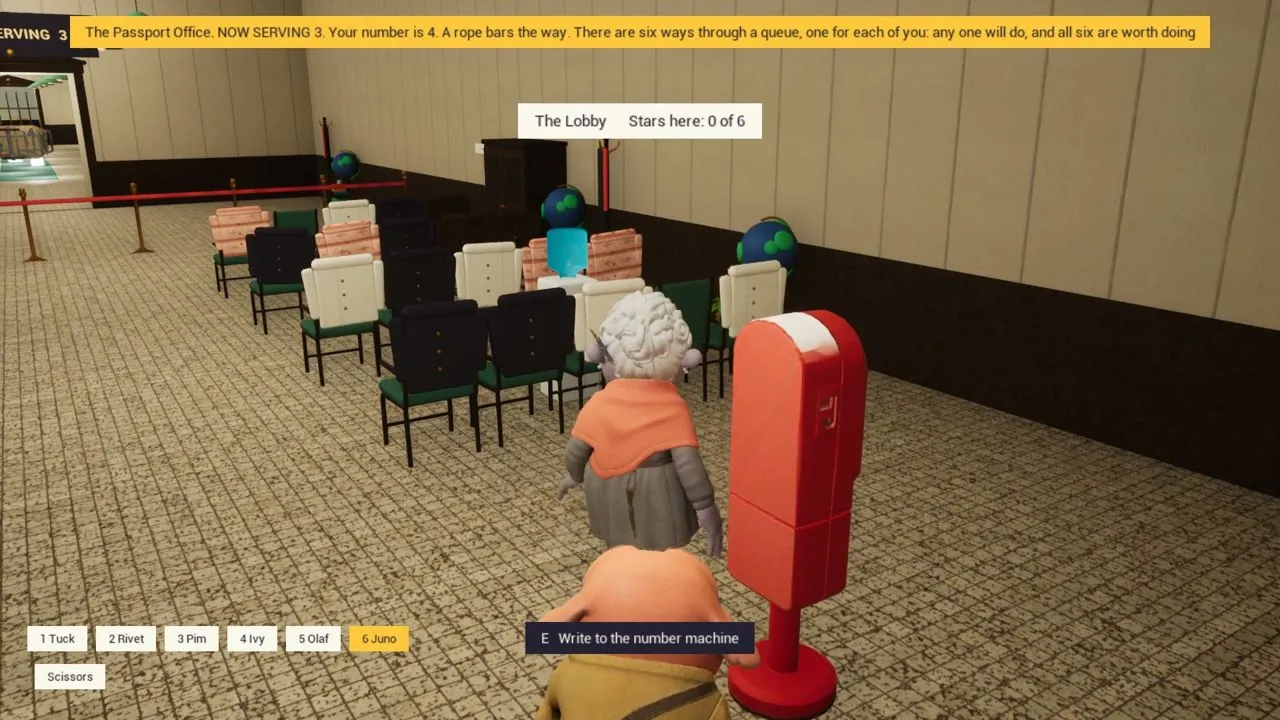 ERVING 3
The Passport Office. NOW SERVING 3. Your number is 4. A rope bars the way. There are six ways through a queue, one for each of you: any one will do, and all six are worth doing
The Lobby Stars here: 0 of 6
E Write to the number machine
1 Tuck 2 Rivet 3 Pim 4 Ivy 5 Olaf 6 Juno
Scissors